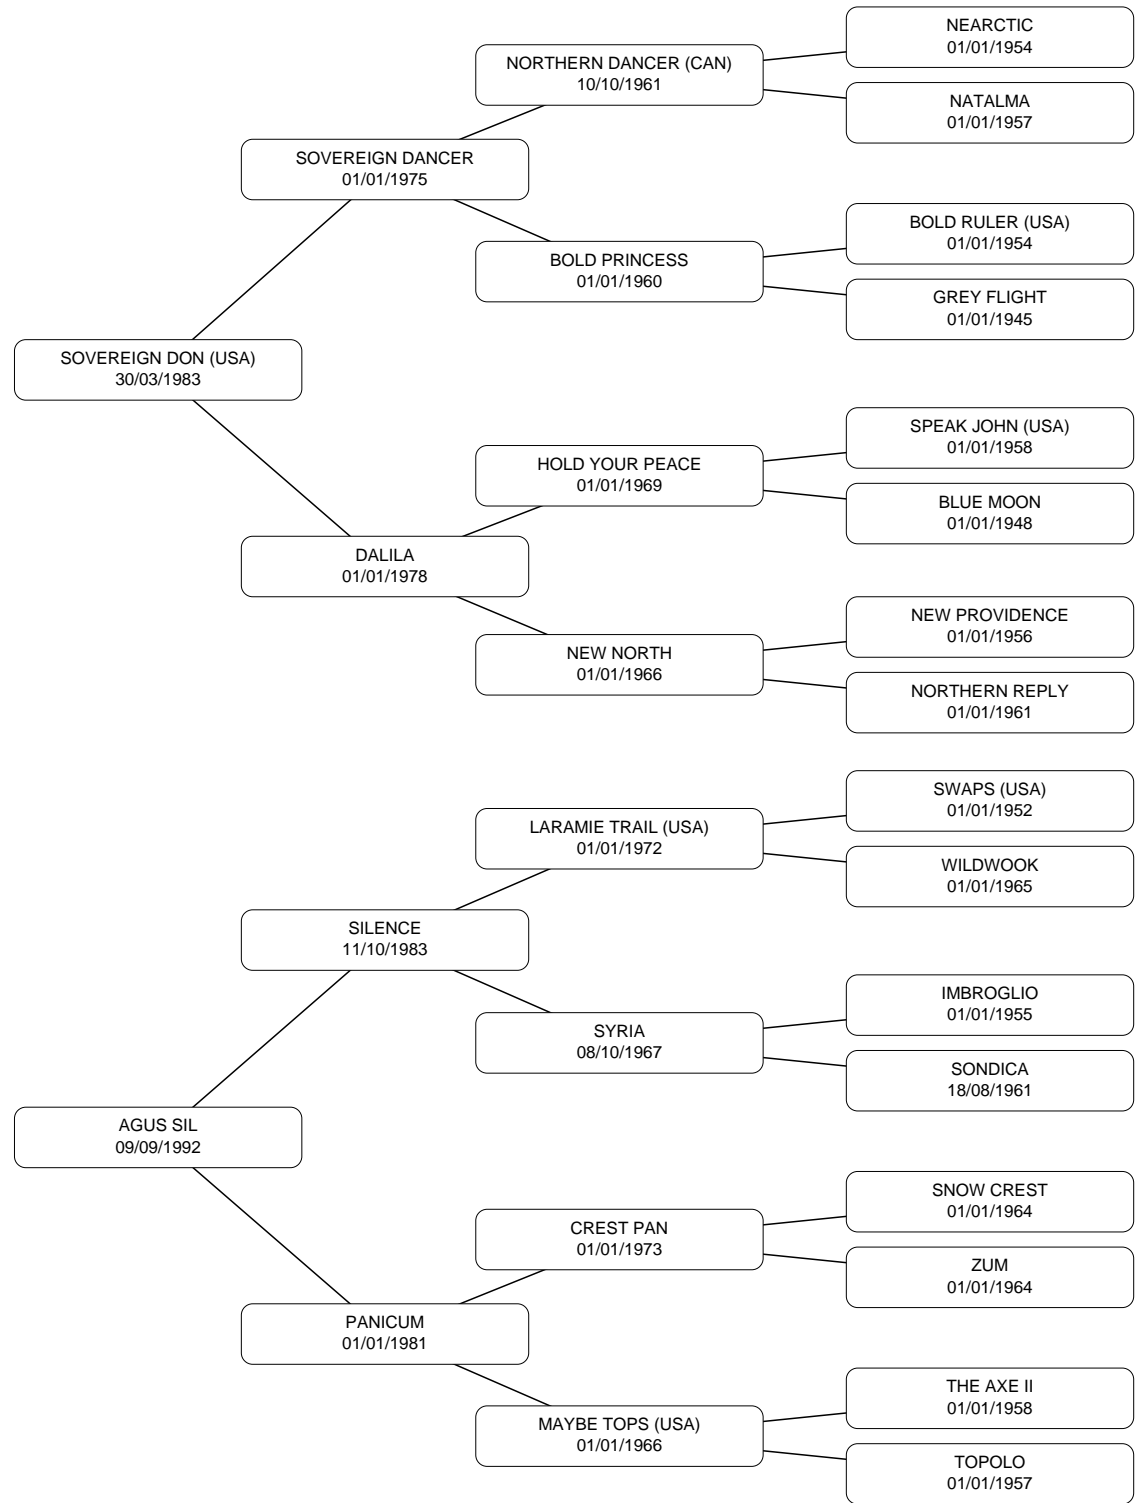 NEARCTIC
01/01/1954
NORTHERN DANCER (CAN)
10/10/1961
NATALMA
01/01/1957
SOVEREIGN DANCER
01/01/1975
BOLD RULER (USA)
01/01/1954
BOLD PRINCESS
01/01/1960
GREY FLIGHT
01/01/1945
SOVEREIGN DON (USA)
30/03/1983
SPEAK JOHN (USA)
01/01/1958
HOLD YOUR PEACE
01/01/1969
BLUE MOON
01/01/1948
DALILA
01/01/1978
NEW PROVIDENCE
01/01/1956
NEW NORTH
01/01/1966
NORTHERN REPLY
01/01/1961
SWAPS (USA)
01/01/1952
LARAMIE TRAIL (USA)
01/01/1972
WILDWOOK
01/01/1965
SILENCE
11/10/1983
IMBROGLIO
01/01/1955
SYRIA
08/10/1967
SONDICA
18/08/1961
AGUS SIL
09/09/1992
SNOW CREST
01/01/1964
CREST PAN
01/01/1973
ZUM
01/01/1964
PANICUM
01/01/1981
THE AXE II
01/01/1958
MAYBE TOPS (USA)
01/01/1966
TOPOLO
01/01/1957